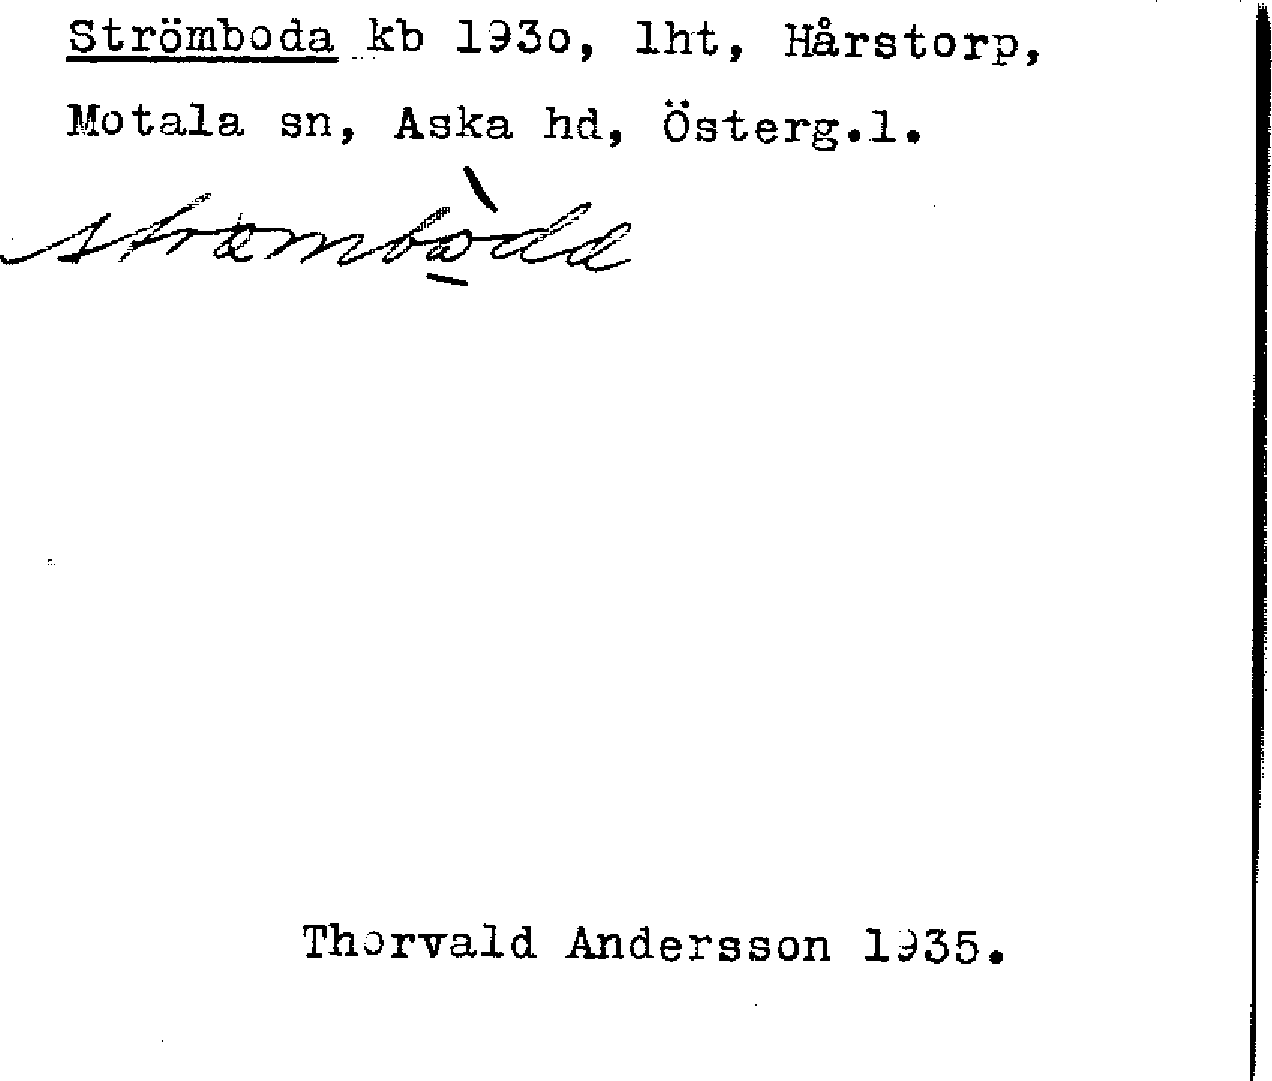 Strömboda kb 193o, lht, Hårstorp,
Motala sn, Aska hd, Österg.l.
Thorvald Andersson 1935.